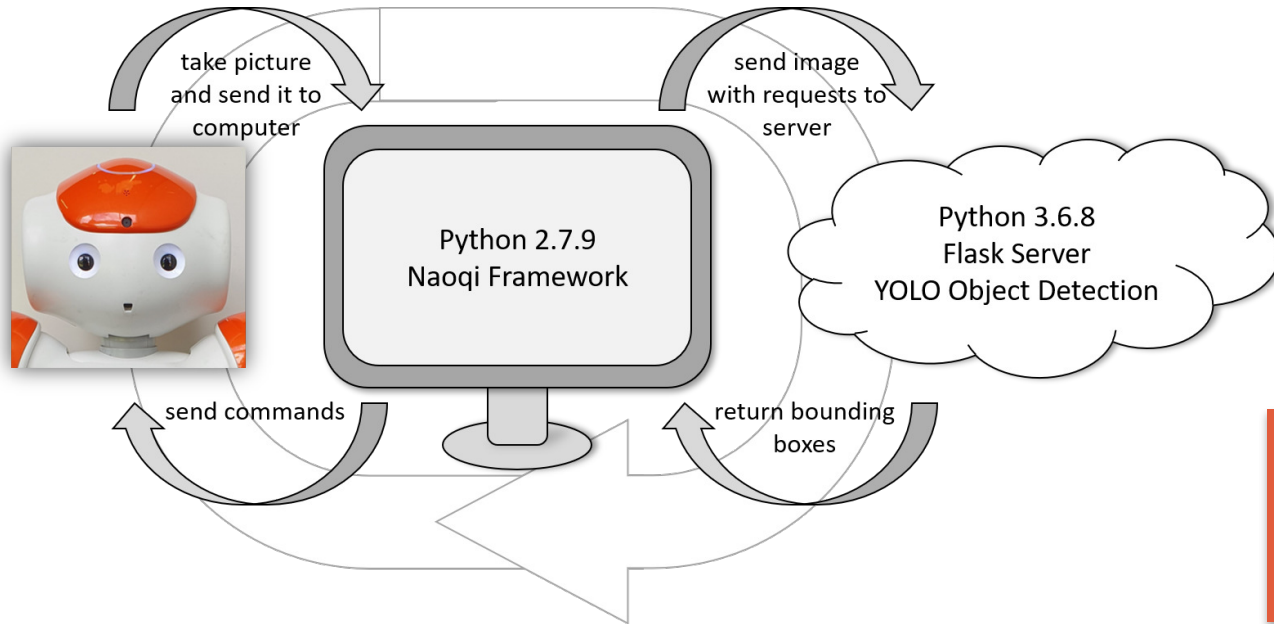 take picture
and send it to
computer
send image
with requests to
server
Python 2.7.9
Naoqi Framework
Python 3.6.8
Flask Server
YOLO Object Detection
send commands
return bounding
boxes